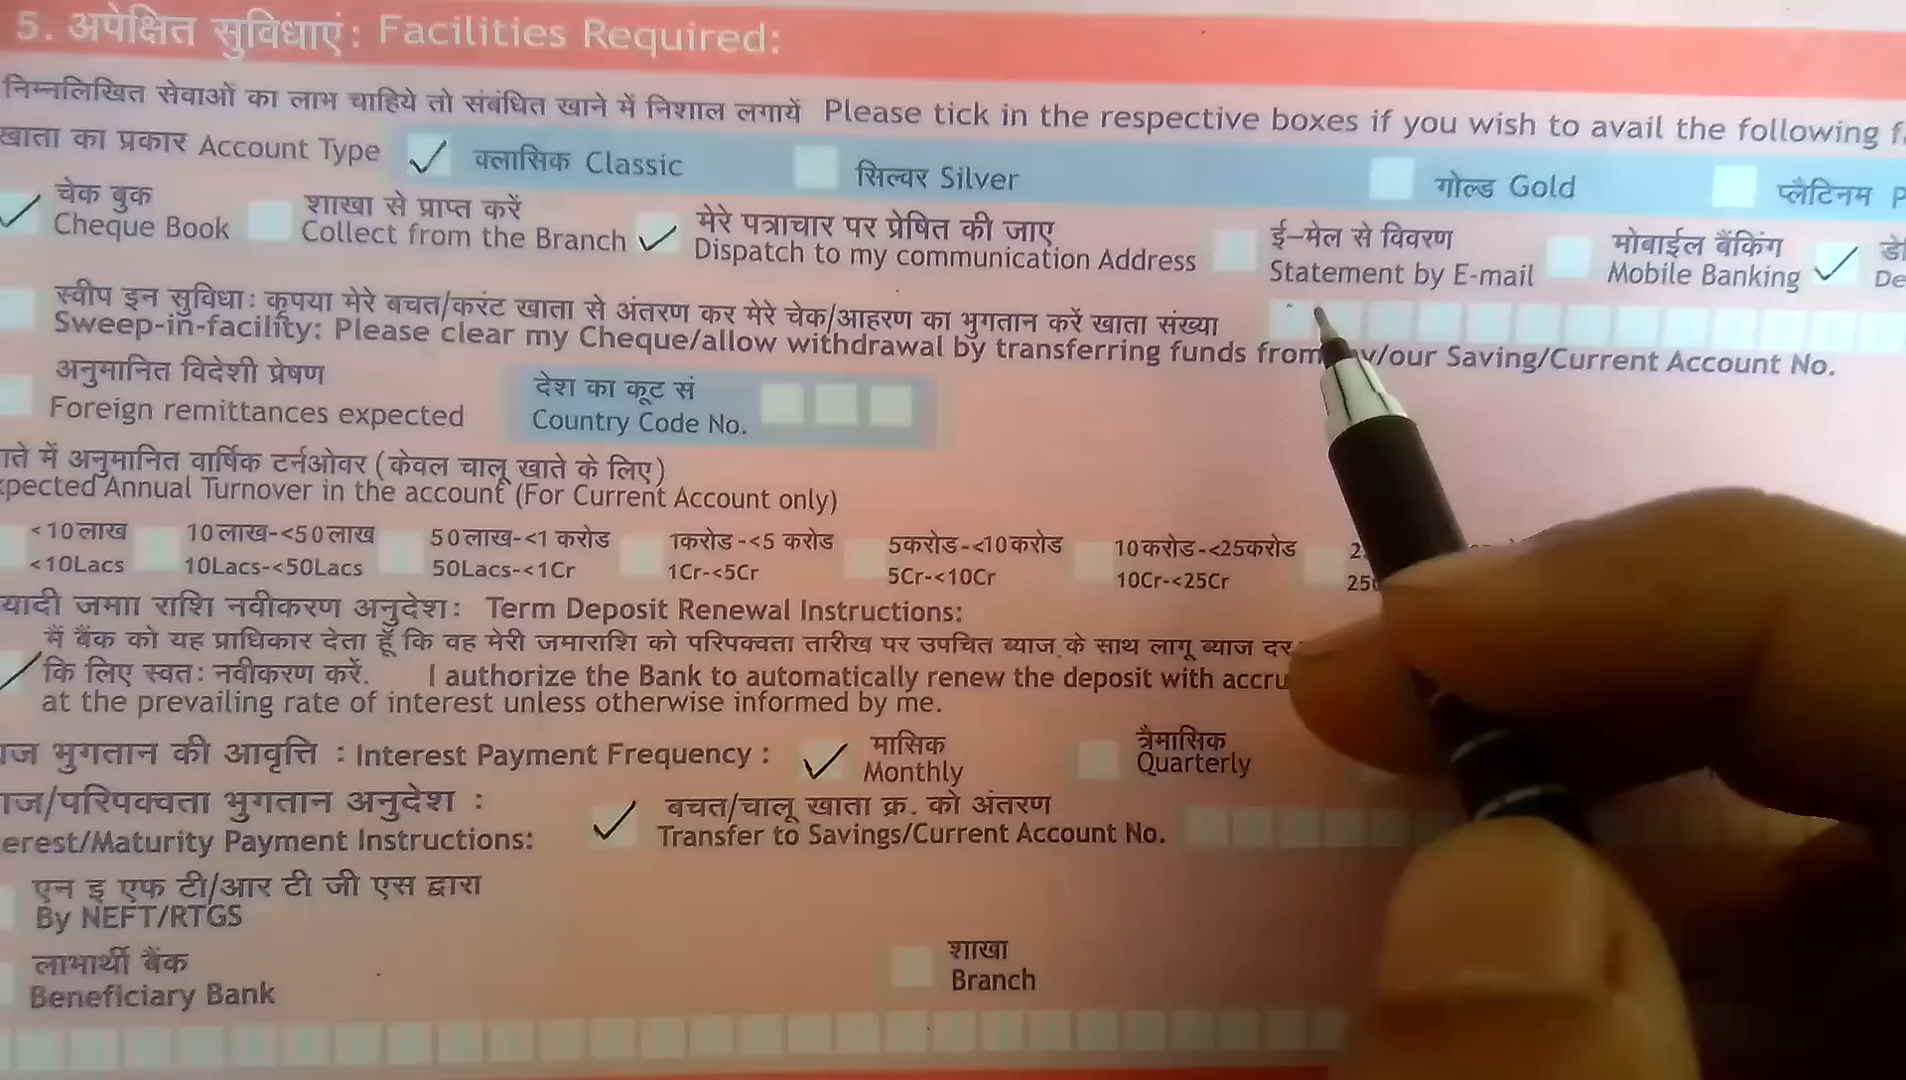 5. अपेक्षित सुविधाएं: Facilities Required:
निम्नलिखित सेवाओं का लाभ चाहिये तो संबंधित खाने में निशाल लगायें Please tick in the respective boxes if you wish to avail the following
खाता का प्रकार Account Type क्लासिक Classic सिल्वर Silver गोल्ड Gold प्लैटिनम P
चेक बुक शाखा से प्राप्त करें मेरे पत्राचार पर प्रेषित की जाए ई-मेल से विवरण मोबाईल बैंकिंग डे
Cheque Book Collect from the Branch Dispatch to my communication Address Statement by E-mail Mobile Banking De
स्वीप इन सुविधा: कृपया मेरे बचत/करंट खाता से अंतरण कर मेरे चेक/आहरण का भुगतान करें खाता संख्या
Sweep-in-facility: Please clear my Cheque/allow withdrawal by transferring funds from y/our Saving/Current Account No.
अनुमानित विदेशी प्रेषण देश का कूट सं
Foreign remittances expected Country Code No.
ाते में अनुमानित वार्षिक टर्नओवर (केवल चालू खाते के लिए)
pected Annual Turnover in the account (For Current Account only)
<10लाख 10लाख-<50लाख 50लाख-<1 करोड 1करोड-<5 करोड 5करोड-<10करोड 10करोड-<25करोड 2
<10Lacs 10Lacs-<50Lacs 50Lacs-<1Cr 1Cr-<5Cr 5Cr-<10Cr 10Cr-<25Cr 25
यादी जमाा राशि नवीकरण अनुदेश: Term Deposit Renewal Instructions:
मैं बैंक को यह प्राधिकार देता हूँ कि वह मेरी जमाराशि को परिपक्वता तारीख पर उपचित ब्याज के साथ लागू ब्याज दर
कि लिए स्वत: नवीकरण करें. I authorize the Bank to automatically renew the deposit with accru
at the prevailing rate of interest unless otherwise informed by me.
ाज भुगतान की आवृत्ति : Interest Payment Frequency : मासिक त्रैमासिक
Monthly Quarterly
ाज/परिपक्वता भुगतान अनुदेश : बचत/चालू खाता क्र. को अंतरण
erest/Maturity Payment Instructions: Transfer to Savings/Current Account No.
एन इ एफ टी/आर टी जी एस द्वारा
By NEFT/RTGS
लाभार्थी बैंक शाखा
Beneficiary Bank Branch